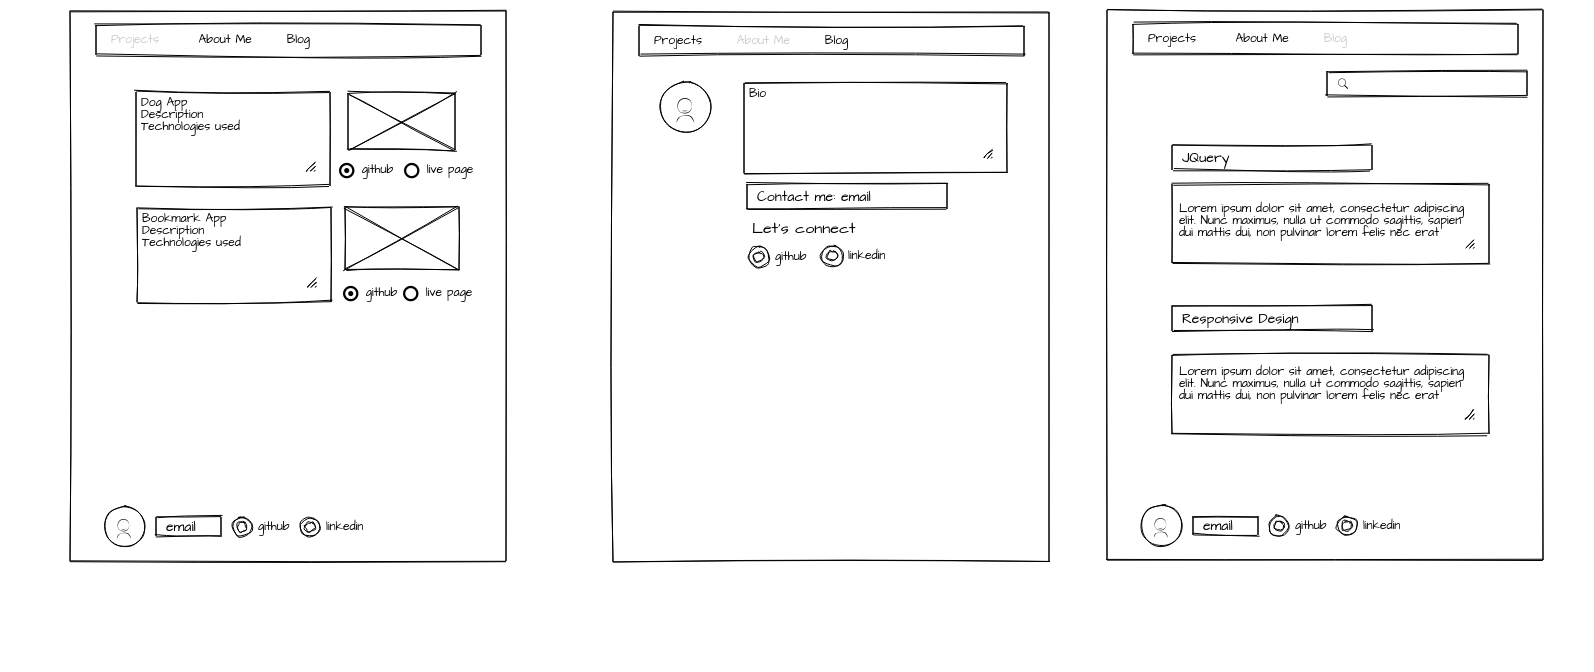 Projects About Me Blog
Dog App
Description
Technologies used
github live page
Bookmark App
Description
Technologies used
github live page
email github linkedin
Projects About Me Blog
Bio
Contact me: email
Let's connect
github linkedin
Projects About Me Blog
JQuery
Lorem ipsum dolor sit amet, consectetur adipiscing
elit. Nunc maximus, nulla ut commodo sagittis, sapien
dui mattis dui, non pulvinar lorem felis nec erat
Responsive Design
Lorem ipsum dolor sit amet, consectetur adipiscing
elit. Nunc maximus, nulla ut commodo sagittis, sapien
dui mattis dui, non pulvinar lorem felis nec erat
email github linkedin